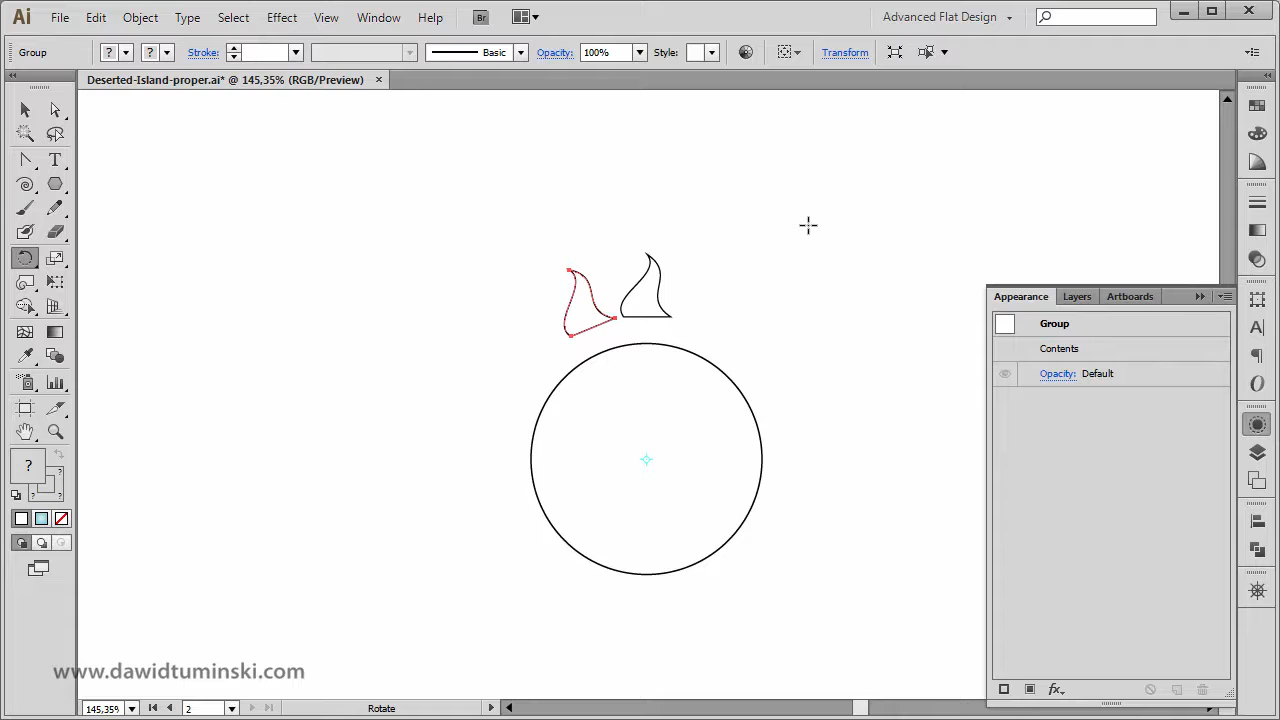 Ai File Edit Object Type Select Effect View Window Help Br Advanced Flat Design
Group ? ? Stroke: Basic Opacity: 100% Style: Transform
Deserted-Island-proper.ai* @ 145,35% (RGB/Preview)
Appearance Layers Artboards
Group
Contents
Opacity: Default
?
? ?
www.dawidtuminski.com
145,35% 2 Rotate